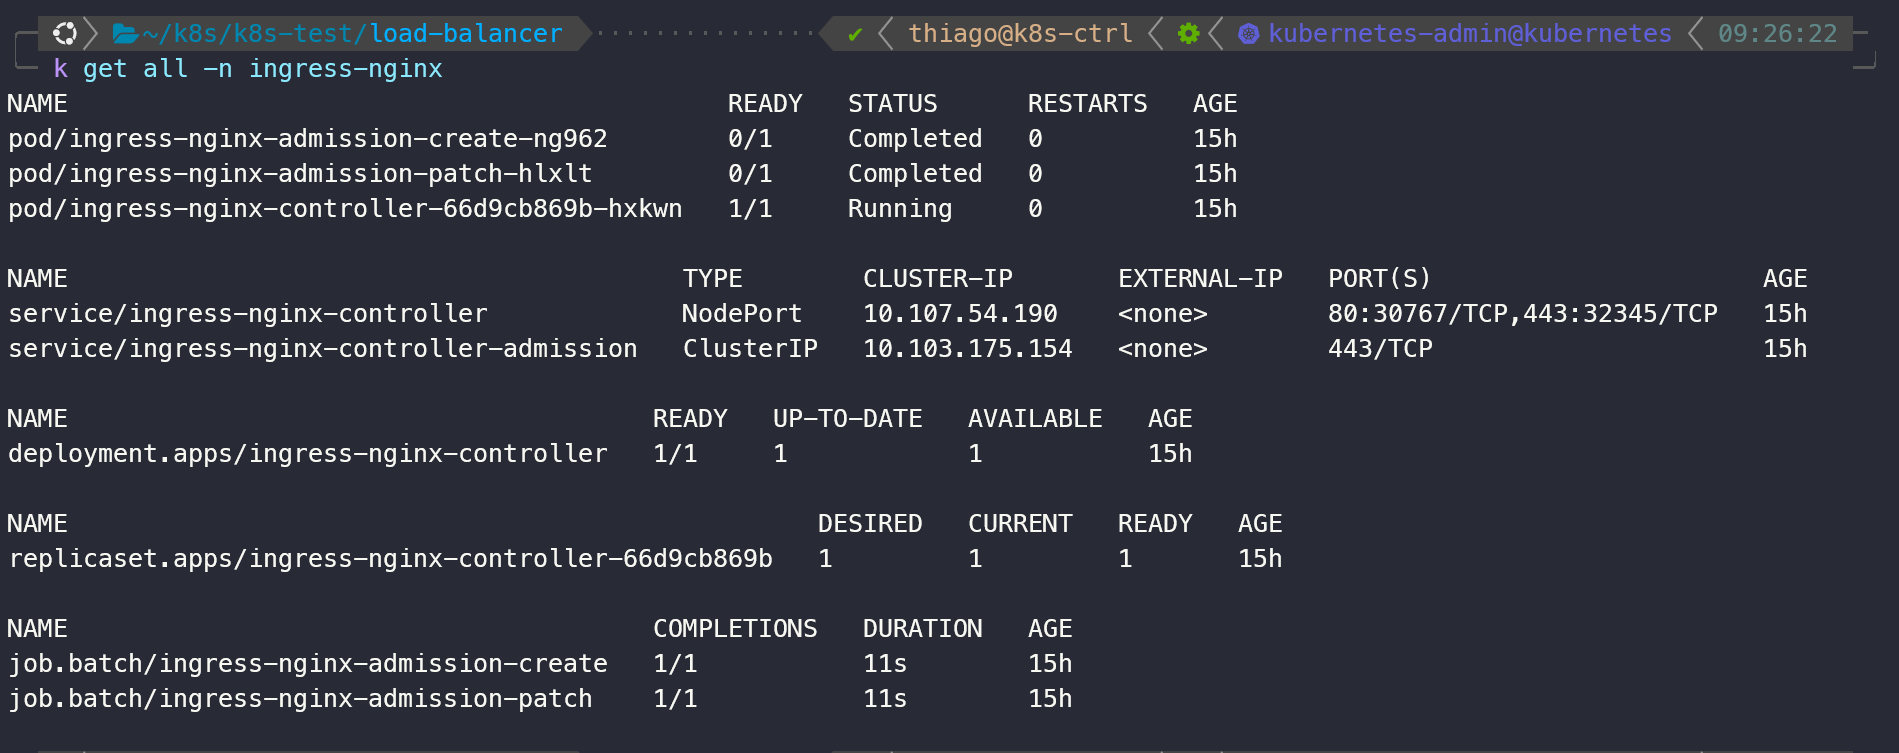 ~/k8s/k8s-test/load-balancer ✔ thiago@k8s-ctrl kubernetes-admin@kubernetes 09:26:22
k get all -n ingress-nginx
NAME READY STATUS RESTARTS AGE
pod/ingress-nginx-admission-create-ng962 0/1 Completed 0 15h
pod/ingress-nginx-admission-patch-hlxlt 0/1 Completed 0 15h
pod/ingress-nginx-controller-66d9cb869b-hxkwn 1/1 Running 0 15h
NAME TYPE CLUSTER-IP EXTERNAL-IP PORT(S) AGE
service/ingress-nginx-controller NodePort 10.107.54.190 <none> 80:30767/TCP,443:32345/TCP 15h
service/ingress-nginx-controller-admission ClusterIP 10.103.175.154 <none> 443/TCP 15h
NAME READY UP-TO-DATE AVAILABLE AGE
deployment.apps/ingress-nginx-controller 1/1 1 1 15h
NAME DESIRED CURRENT READY AGE
replicaset.apps/ingress-nginx-controller-66d9cb869b 1 1 1 15h
NAME COMPLETIONS DURATION AGE
job.batch/ingress-nginx-admission-create 1/1 11s 15h
job.batch/ingress-nginx-admission-patch 1/1 11s 15h